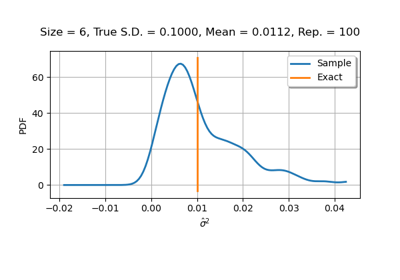 Size = 6, True S.D. = 0.1000, Mean = 0.0112, Rep. = 100
Sample
Exact
PDF
60
40
20
0
−0.02 −0.01 0.00 0.01 0.02 0.03 0.04
σ̂²